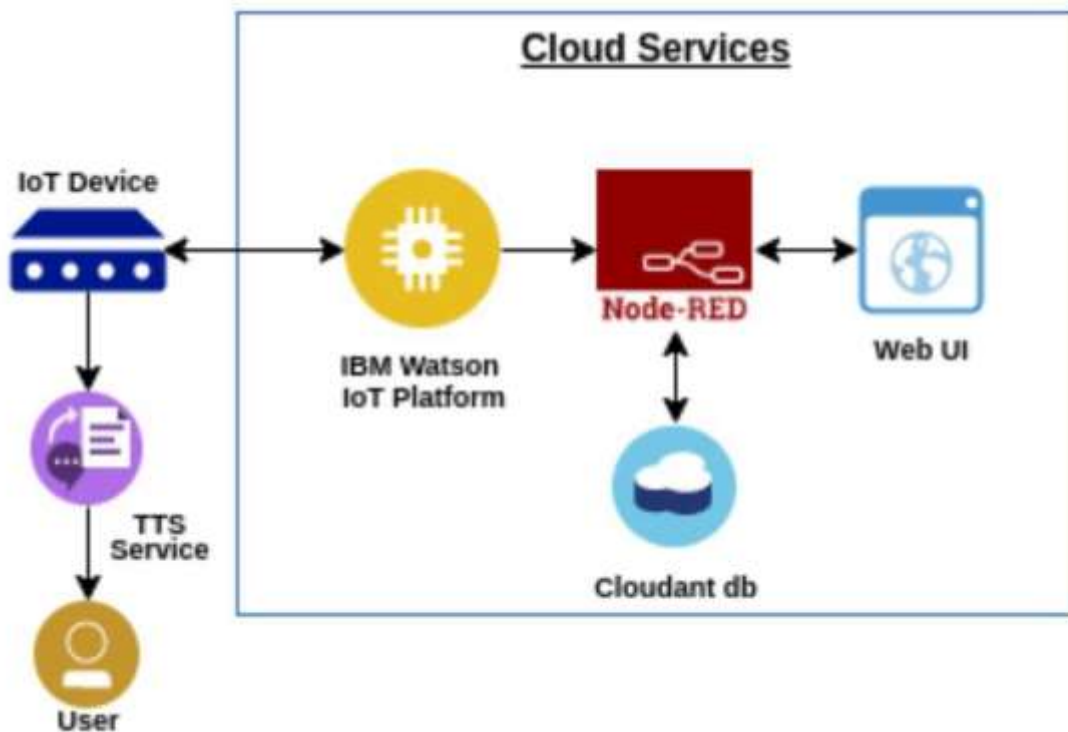 Cloud Services
IoT Device
Node-RED
IBM Watson
IoT Platform
Web UI
TTS
Service
Cloudant db
User